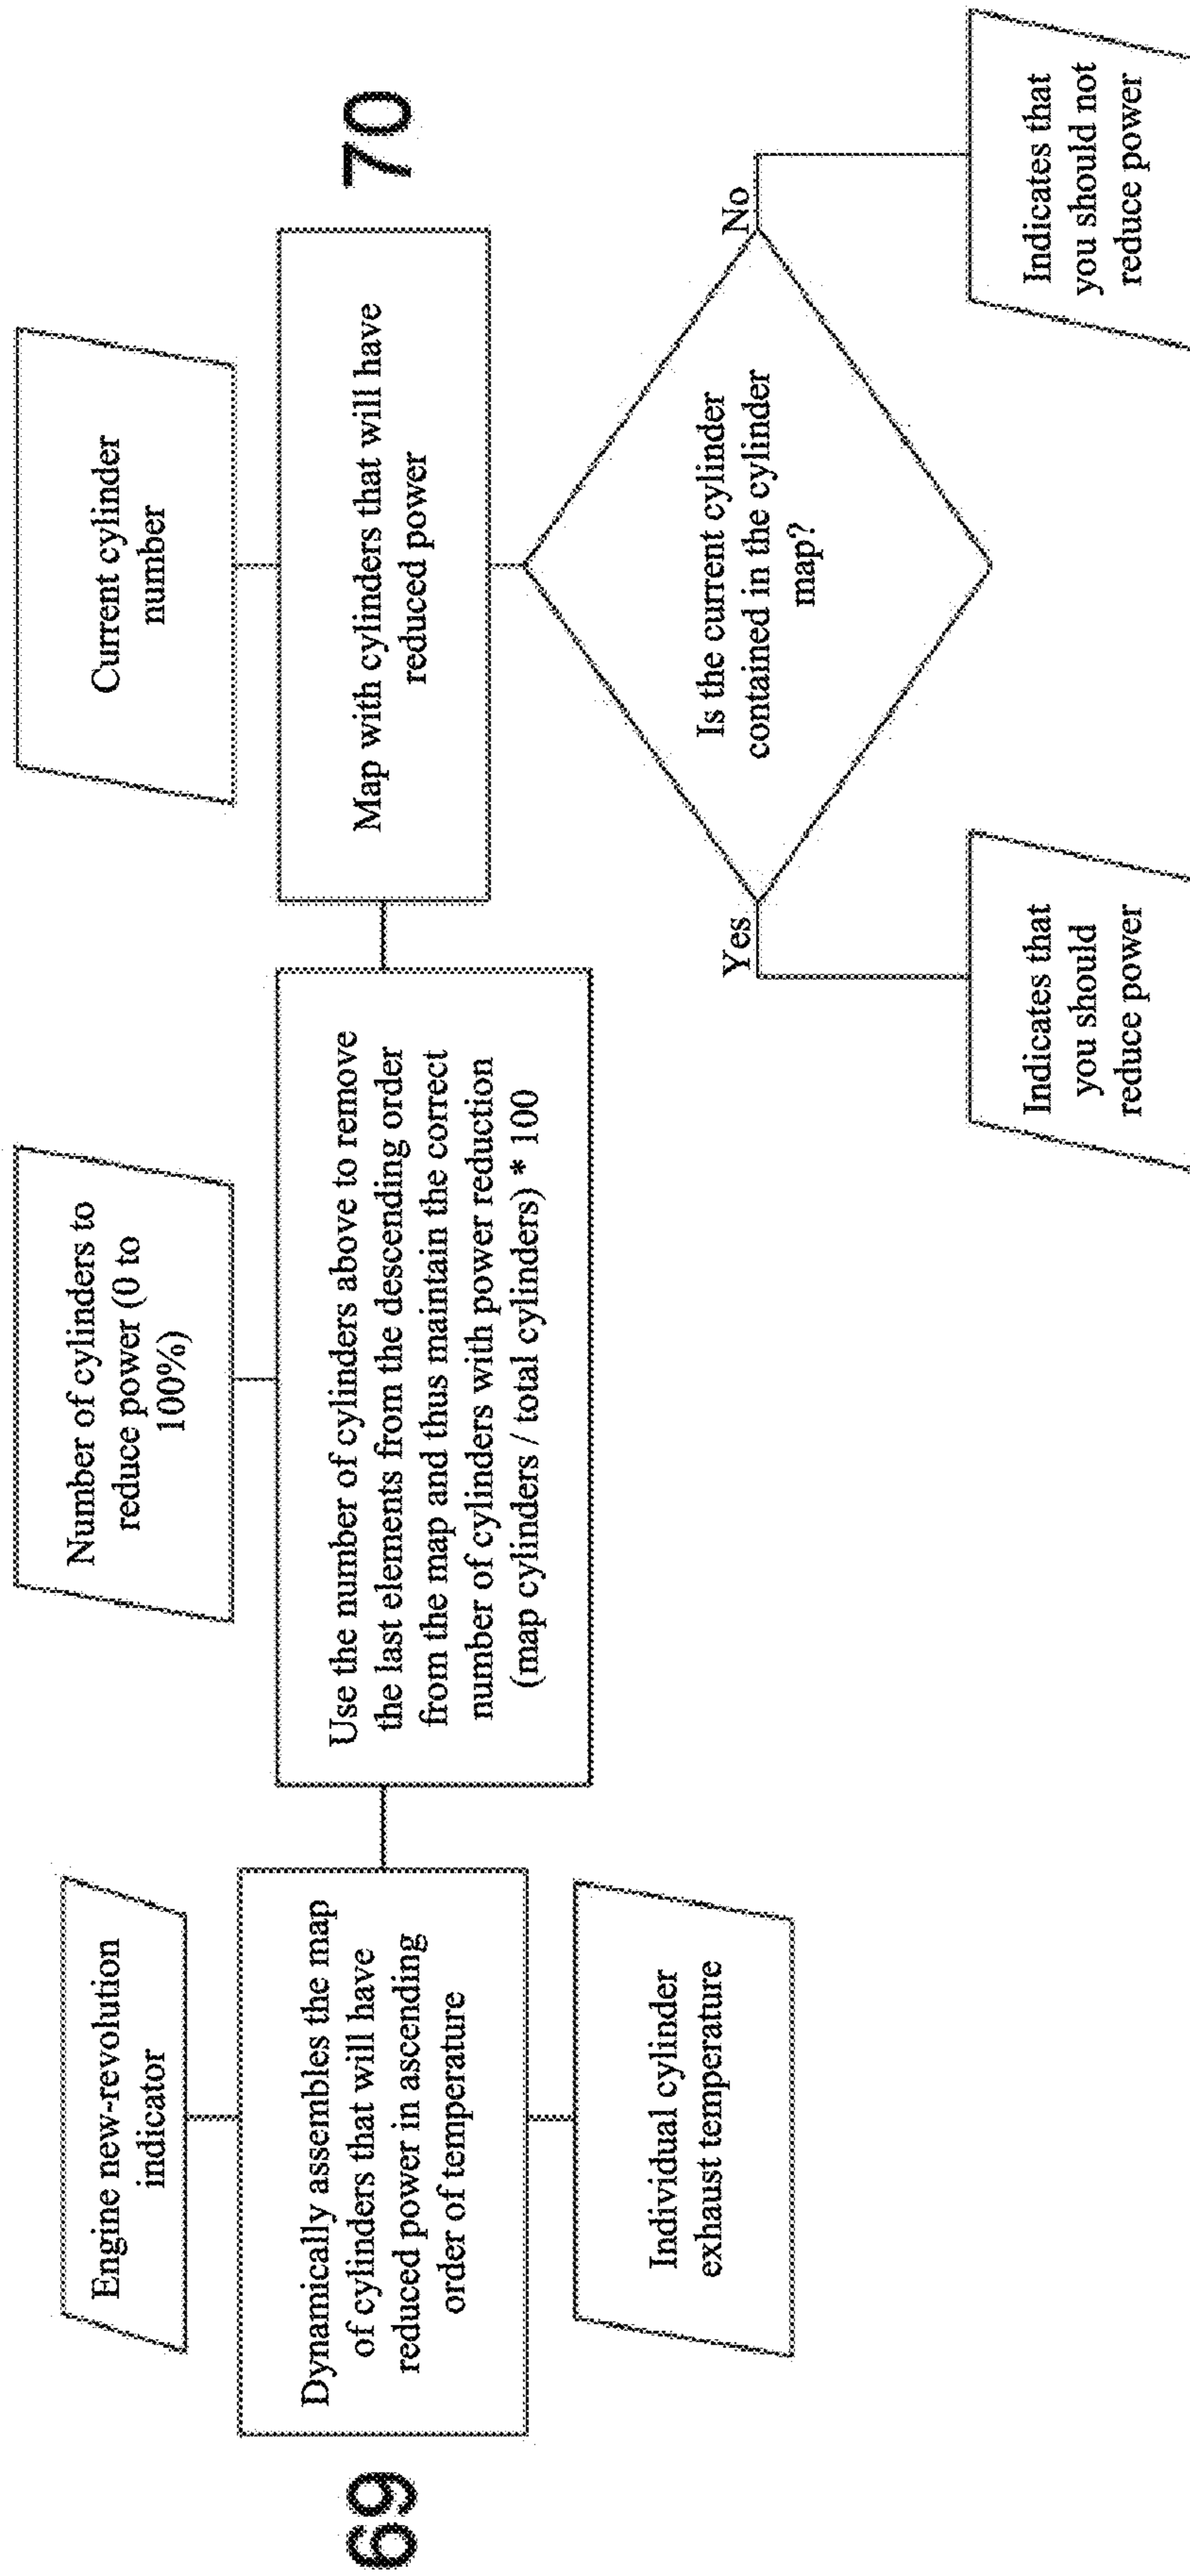 Engine new-revolution
indicator
69
Dynamically assembles the map
of cylinders that will have
reduced power in ascending
order of temperature
Individual cylinder
exhaust temperature
Number of cylinders to
reduce power (0 to
100%)
Use the number of cylinders above to remove
the last elements from the descending order
from the map and thus maintain the correct
number of cylinders with power reduction
(map cylinders / total cylinders) * 100
Current cylinder
number
Map with cylinders that will have
reduced power
70
Is the current cylinder
contained in the cylinder
map?
Yes
No
Indicates that
you should
reduce power
Indicates that
you should not
reduce power